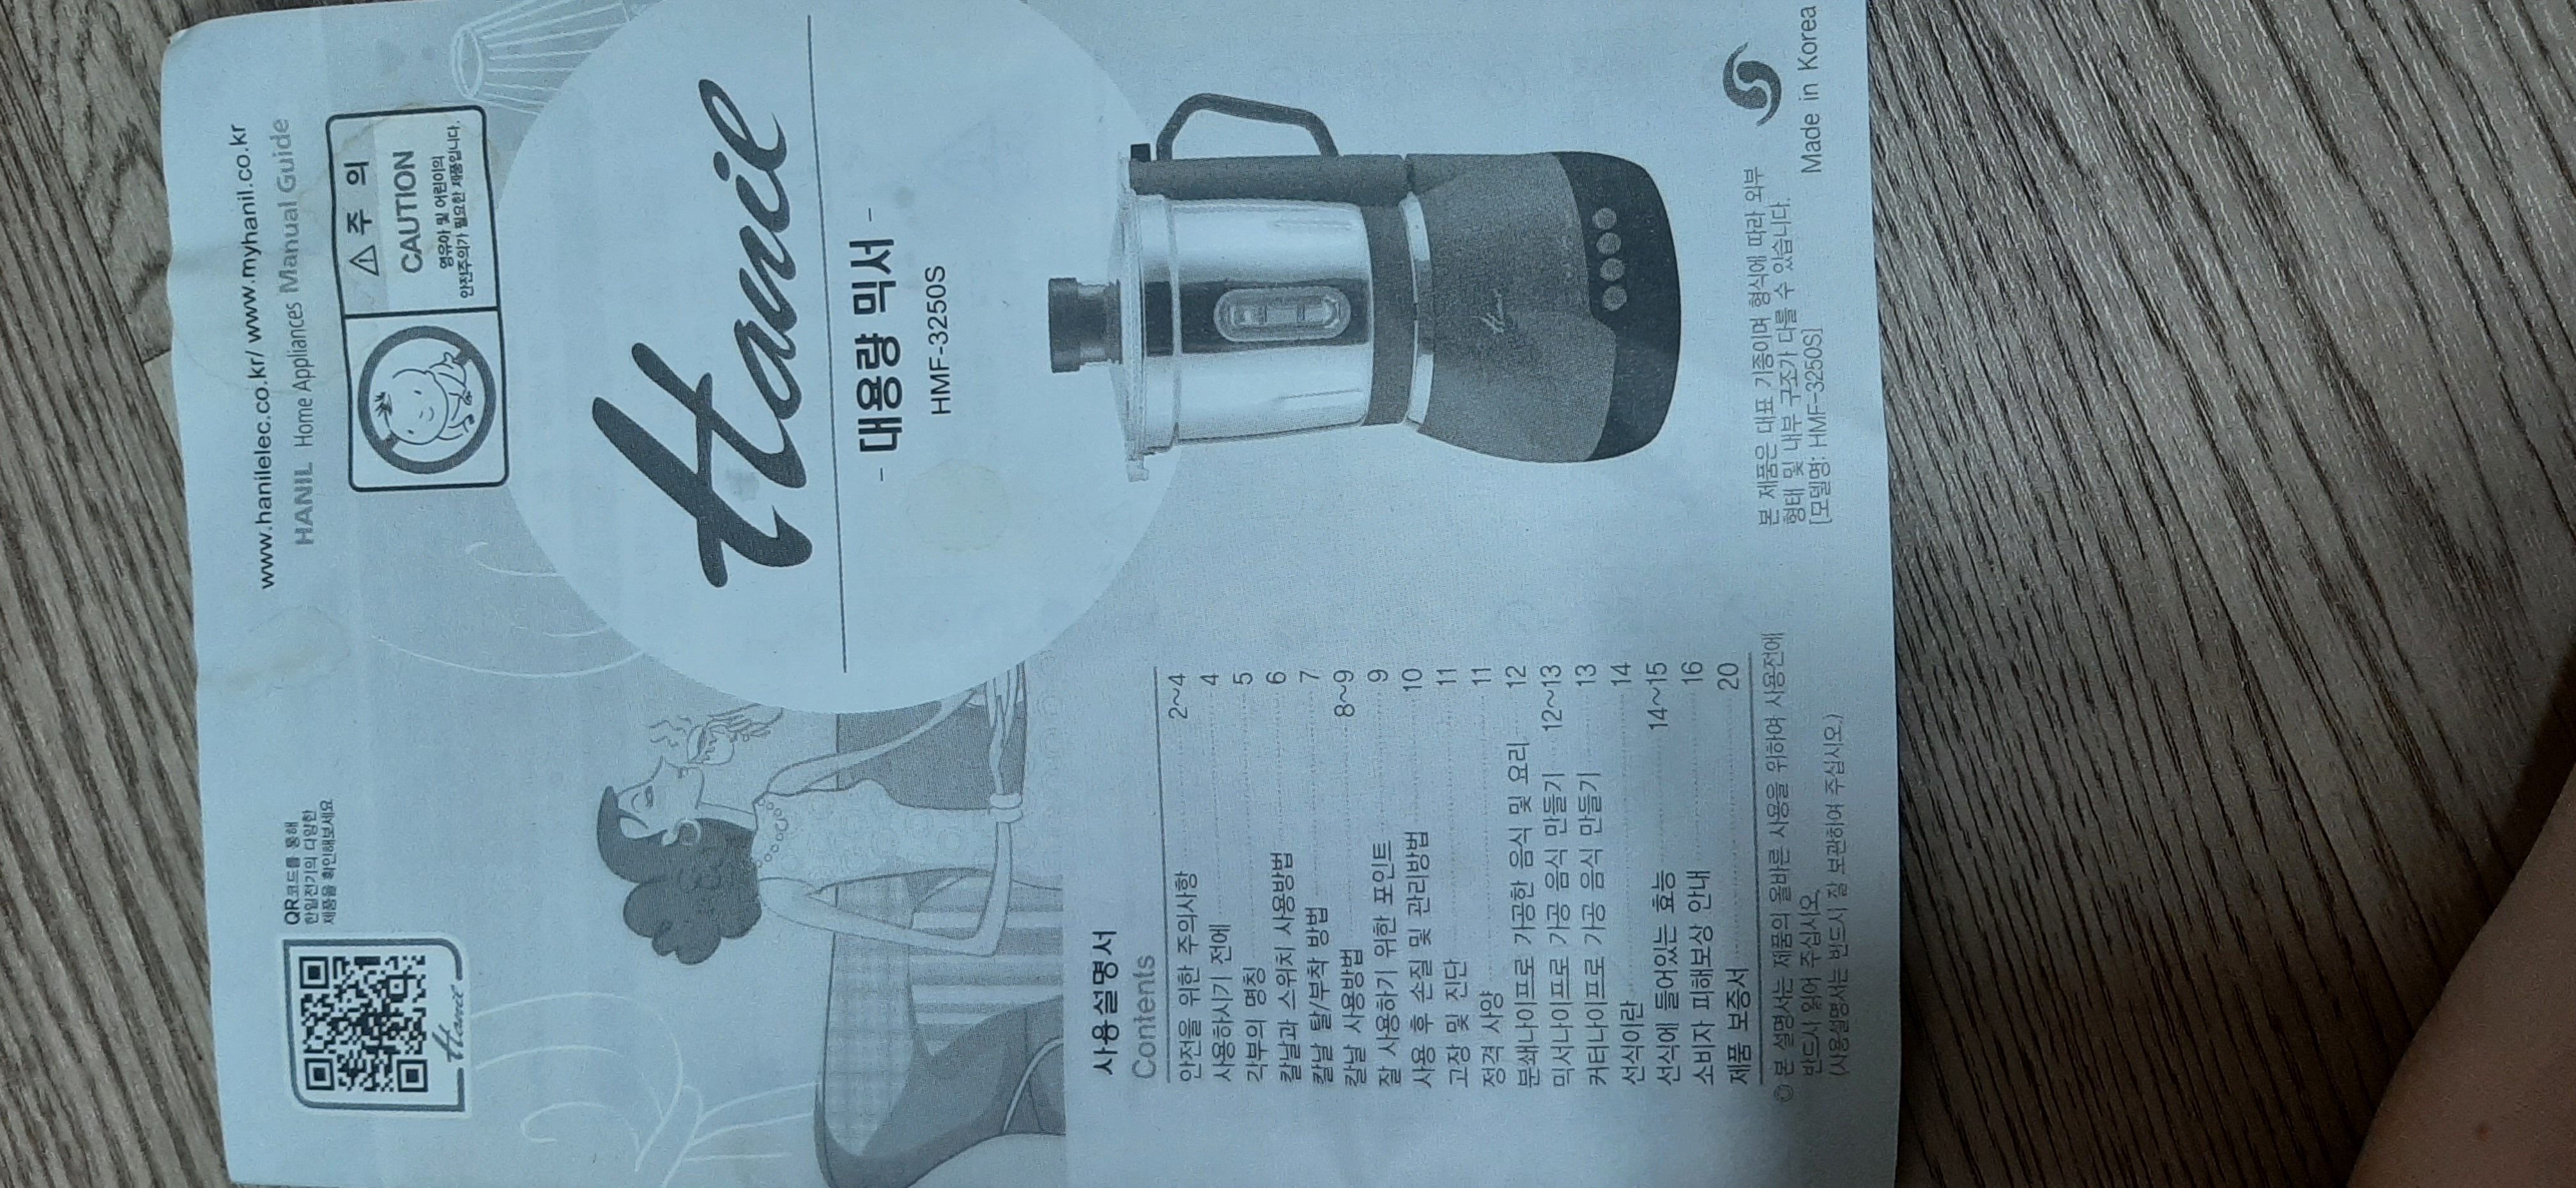 QR코드를 통해
한일전기의 다양한
제품을 확인해보세요
Hanil
www.hanilelec.co.kr/ www.myhanil.co.kr
HANIL Home Appliances Manual Guide
주 의
CAUTION
영유아 및 어린이의
안전주의가 필요한 제품입니다.
Hanil
- 대용량 믹서 -
HMF-3250S
Hanil
사용설명서
Contents
안전을 위한 주의사항 2~4
사용하시기 전에 4
각부의 명칭 5
칼날과 스위치 사용방법 6
칼날 탈/부착 방법 7
칼날 사용방법 8~9
잘 사용하기 위한 포인트 9
사용 후 손질 및 관리방법 10
고장 및 진단 11
정격 사양 11
분쇄나이프로 가공한 음식 및 요리 12
믹서나이프로 가공 음식 만들기 12~13
커터나이프로 가공 음식 만들기 13
선식이란 14
선식에 들어있는 효능 14~15
소비자 피해보상 안내 16
제품 보증서 20
◎ 본 설명서는 제품의 올바른 사용을 위하여 사용전에
반드시 읽어 주십시오.
(사용설명서는 반드시 잘 보관하여 주십시오.)
본 제품은 대표 기종이며 형식에 따라 외부
형태 및 내부 구조가 다를 수 있습니다.
[모델명: HMF-3250S]
Made in Korea